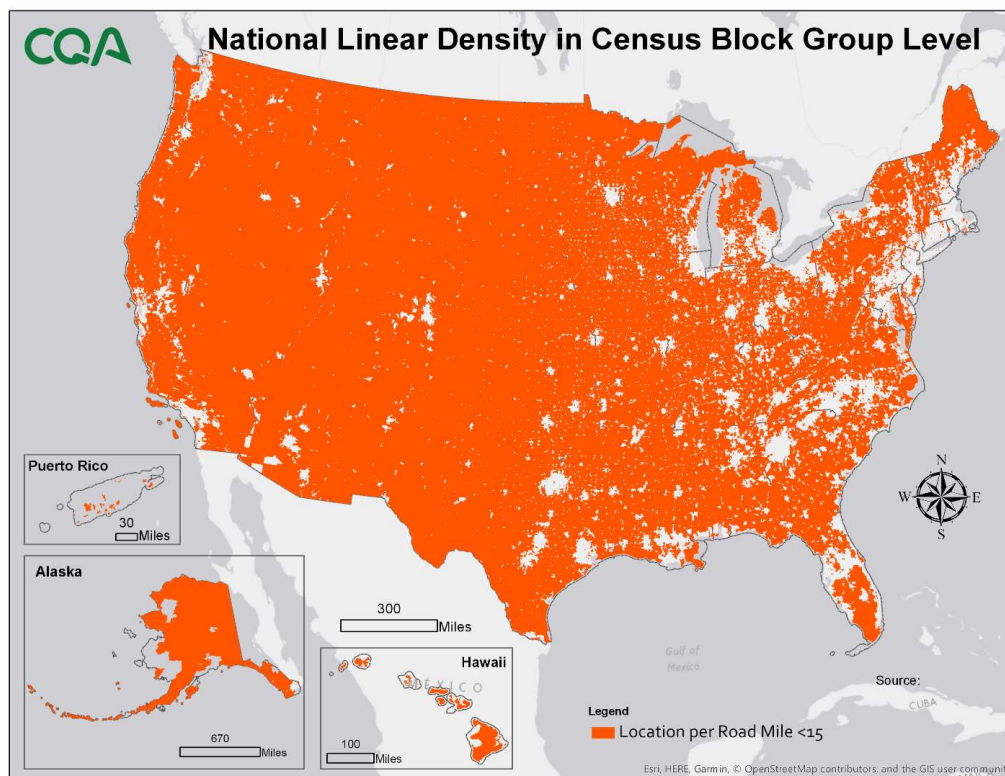 CQA
National Linear Density in Census Block Group Level
Puerto Rico
30
Miles
Alaska
670
Miles
300
Miles
Hawaii
MÉXICO
100
Miles
Gulf of
Mexico
N
W
E
S
Source:
CUBA
Legend
Location per Road Mile <15
Esri, HERE, Garmin, © OpenStreetMap contributors, and the GIS user communi